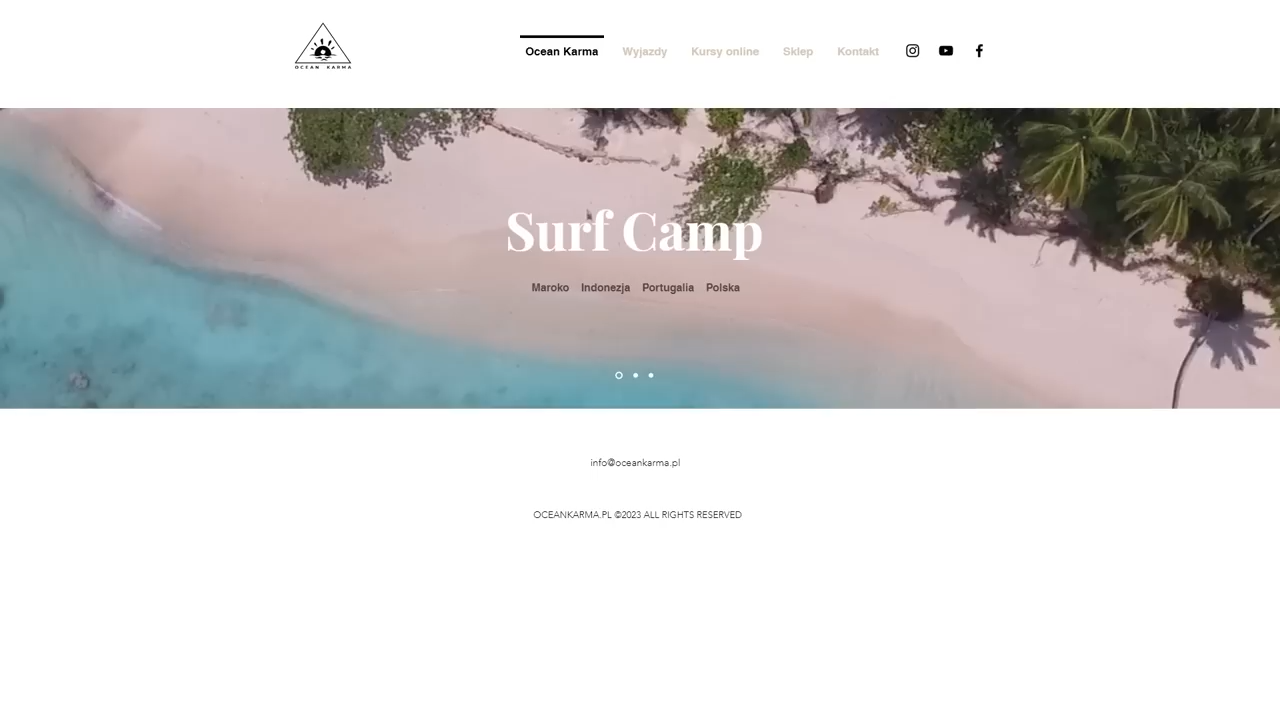 OCEAN KARMA
Ocean Karma Wyjazdy Kursy online Sklep Kontakt
Surf Camp
Maroko Indonezja Portugalia Polska
info@oceankarma.pl
OCEANKARMA.PL ©2023 ALL RIGHTS RESERVED